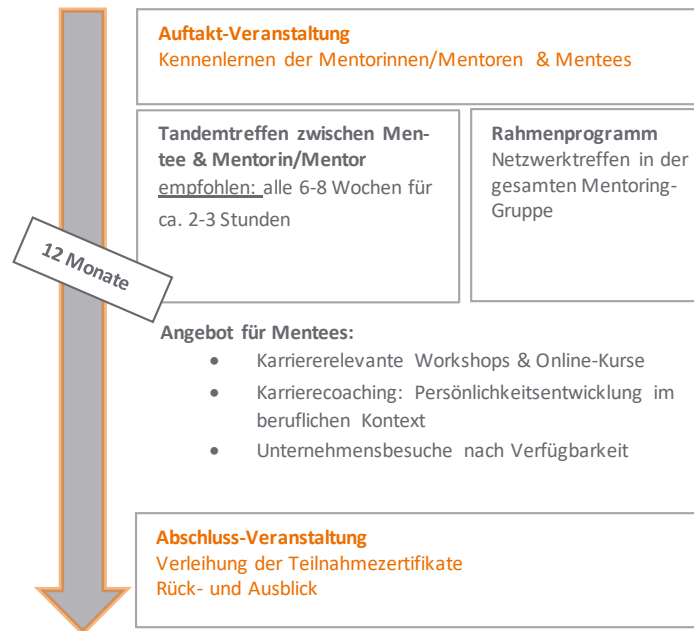 Auftakt-Veranstaltung
Kennenlernen der Mentorinnen/Mentoren & Mentees
Tandemtreffen zwischen Men-
tee & Mentorin/Mentor
empfohlen: alle 6-8 Wochen für
ca. 2-3 Stunden
Rahmenprogramm
Netzwerktreffen in der
gesamten Mentoring-
Gruppe
12 Monate
Angebot für Mentees:
• Karriererelevante Workshops & Online-Kurse
• Karrierecoaching: Persönlichkeitsentwicklung im
beruflichen Kontext
• Unternehmensbesuche nach Verfügbarkeit
Abschluss-Veranstaltung
Verleihung der Teilnahmezertifikate
Rück- und Ausblick